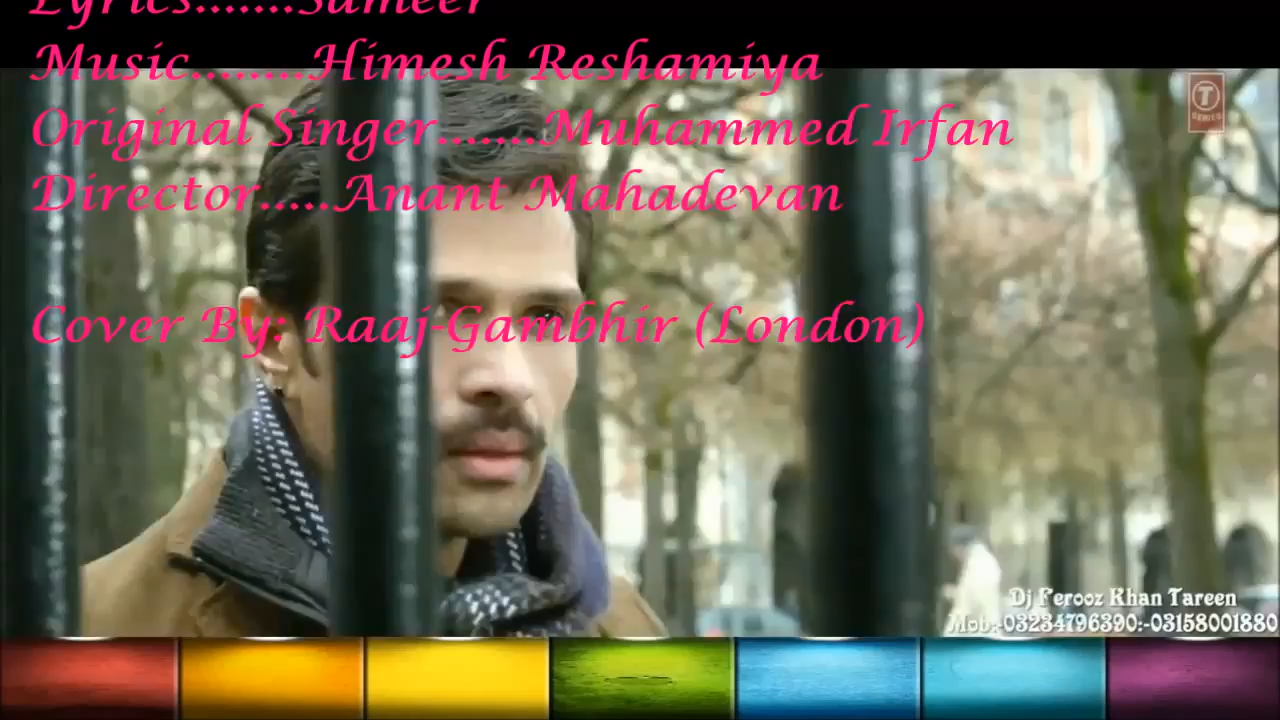 Lyrics.......Sameer
Music........Himesh Reshamiya
T
SERIES
Original Singer.......Muhammed Irfan
Director.....Anant Mahadevan
Cover By: Raaj-Gambhir (London)
Dj Ferooz Khan Tareen
Mob:-03234796390:-03158001880